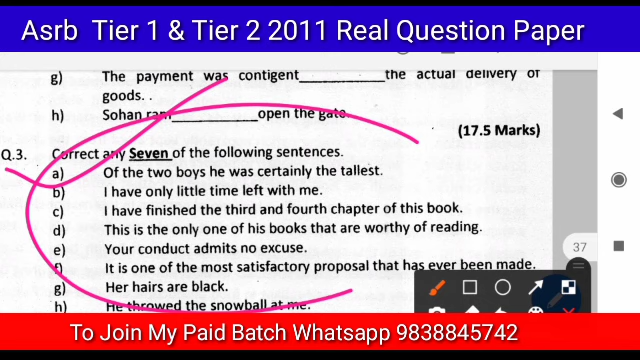 Asrb Tier 1 & Tier 2 2011 Real Question Paper
g) The payment was contigent__________the actual delivery of
goods. .
h) Sohan ram__________open the gate.
(17.5 Marks)
Q.3. Correct any Seven of the following sentences.
a) Of the two boys he was certainly the tallest.
b) I have only little time left with me.
c) I have finished the third and fourth chapter of this book.
d) This is the only one of his books that are worthy of reading.
e) Your conduct admits no excuse.
f) It is one of the most satisfactory proposal that has ever been made.
g) Her hairs are black.
h) He throwed the snowball at me.
37
To Join My Paid Batch Whatsapp 9838845742